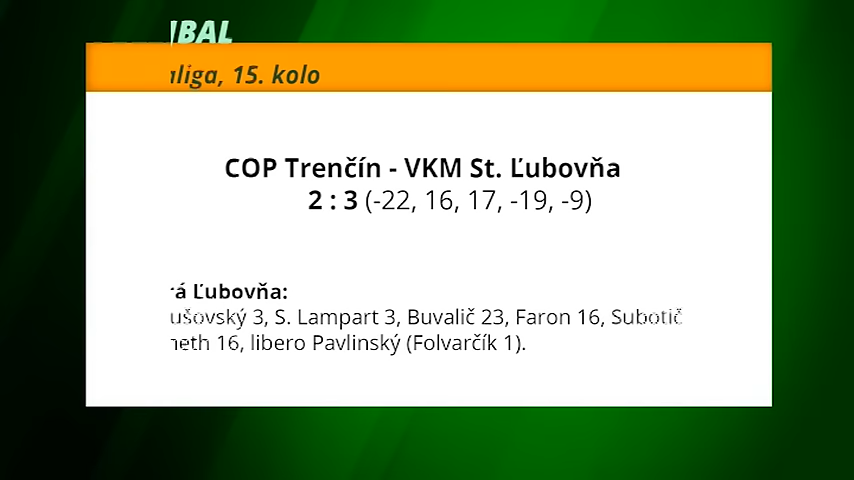 IBAL
liga, 15. kolo
COP Trenčín - VKM St. Ľubovňa
2 : 3 (-22, 16, 17, -19, -9)
rá Ľubovňa:
ušovský 3, S. Lampart 3, Buvalič 23, Faron 16, Subotič
neth 16, libero Pavlinský (Folvarčík 1).